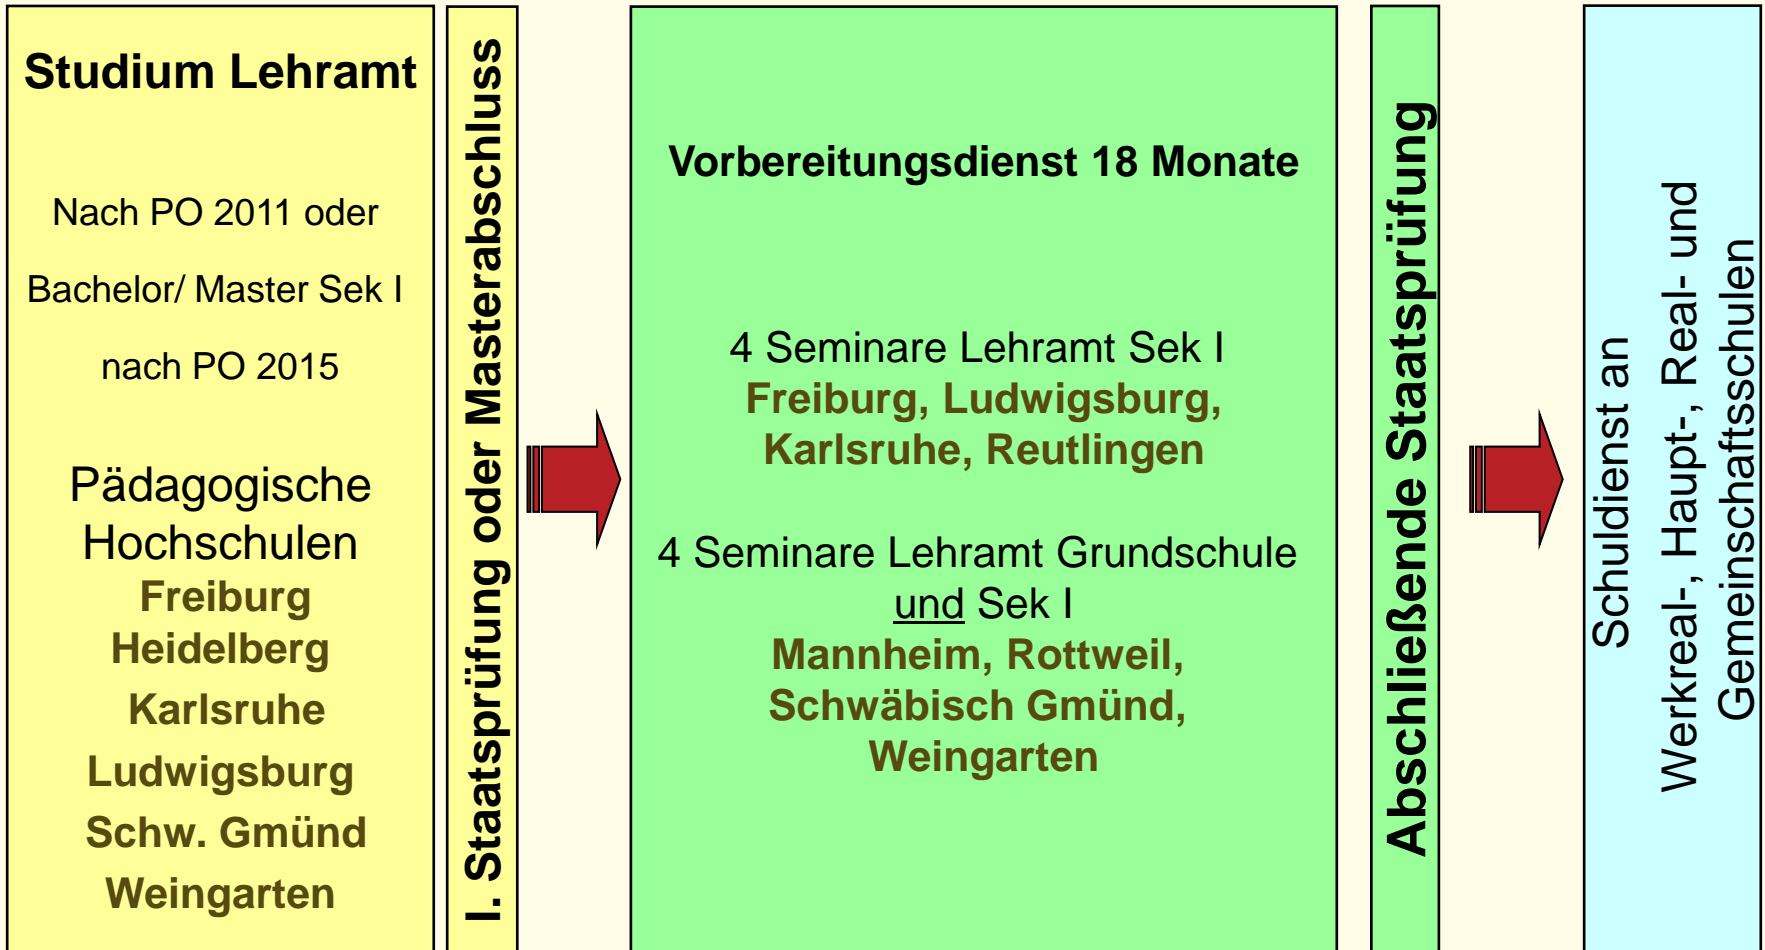 Studium Lehramt
Nach PO 2011 oder
Bachelor/ Master Sek I
nach PO 2015
Pädagogische
Hochschulen
Freiburg
Heidelberg
Karlsruhe
Ludwigsburg
Schw. Gmünd
Weingarten
I. Staatsprüfung oder Masterabschluss
Vorbereitungsdienst 18 Monate
4 Seminare Lehramt Sek I
Freiburg, Ludwigsburg,
Karlsruhe, Reutlingen
4 Seminare Lehramt Grundschule
und Sek I
Mannheim, Rottweil,
Schwäbisch Gmünd,
Weingarten
Abschließende Staatsprüfung
Schuldienst an
Werkreal-, Haupt-, Real- und
Gemeinschaftsschulen